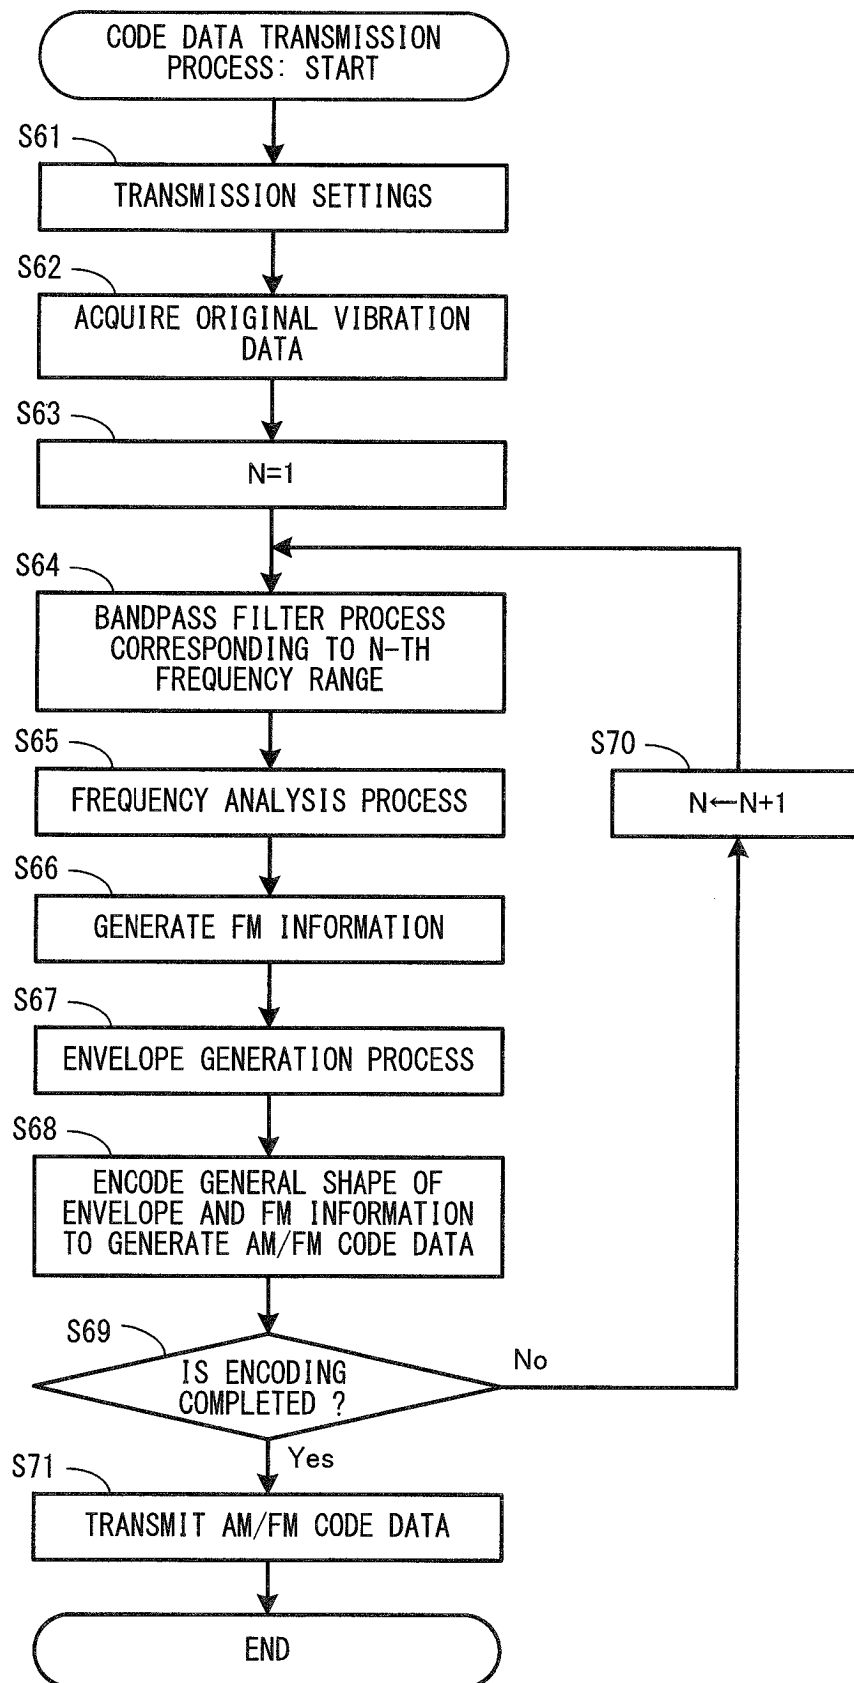 CODE DATA TRANSMISSION
PROCESS: START
S61
TRANSMISSION SETTINGS
S62
ACQUIRE ORIGINAL VIBRATION
DATA
S63
N=1
S64
BANDPASS FILTER PROCESS
CORRESPONDING TO N-TH
FREQUENCY RANGE
S65
FREQUENCY ANALYSIS PROCESS
S70
N←N+1
S66
GENERATE FM INFORMATION
S67
ENVELOPE GENERATION PROCESS
S68
ENCODE GENERAL SHAPE OF
ENVELOPE AND FM INFORMATION
TO GENERATE AM/FM CODE DATA
S69
IS ENCODING
COMPLETED ?
No
Yes
S71
TRANSMIT AM/FM CODE DATA
END